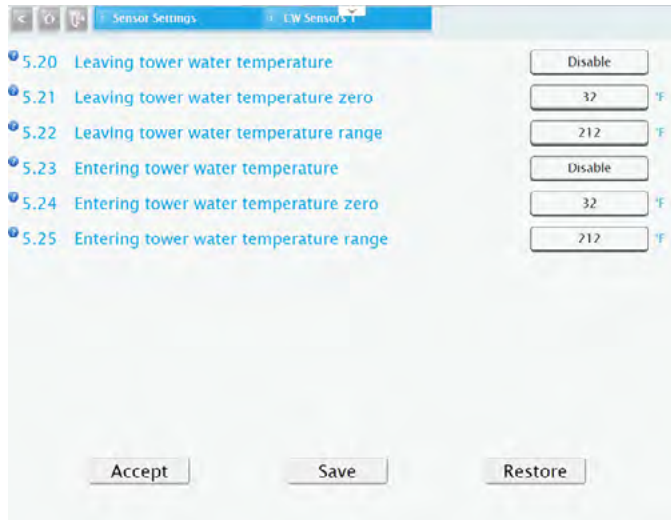 < Sensor Settings CW Sensors 1
? 5.20 Leaving tower water temperature Disable
? 5.21 Leaving tower water temperature zero 32 °F
? 5.22 Leaving tower water temperature range 212 °F
? 5.23 Entering tower water temperature Disable
? 5.24 Entering tower water temperature zero 32 °F
? 5.25 Entering tower water temperature range 212 °F
Accept Save Restore